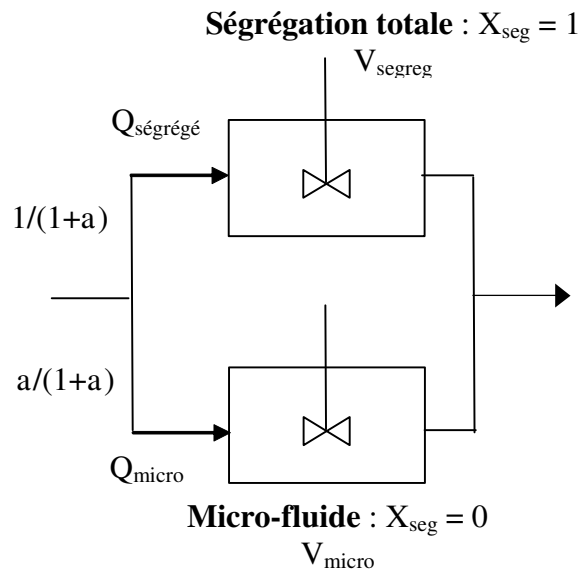 Ségrégation totale : Xseg = 1
Vsegreg
Qségrégé
1/(1+a)
a/(1+a)
Qmicro
Micro-fluide : Xseg = 0
Vmicro